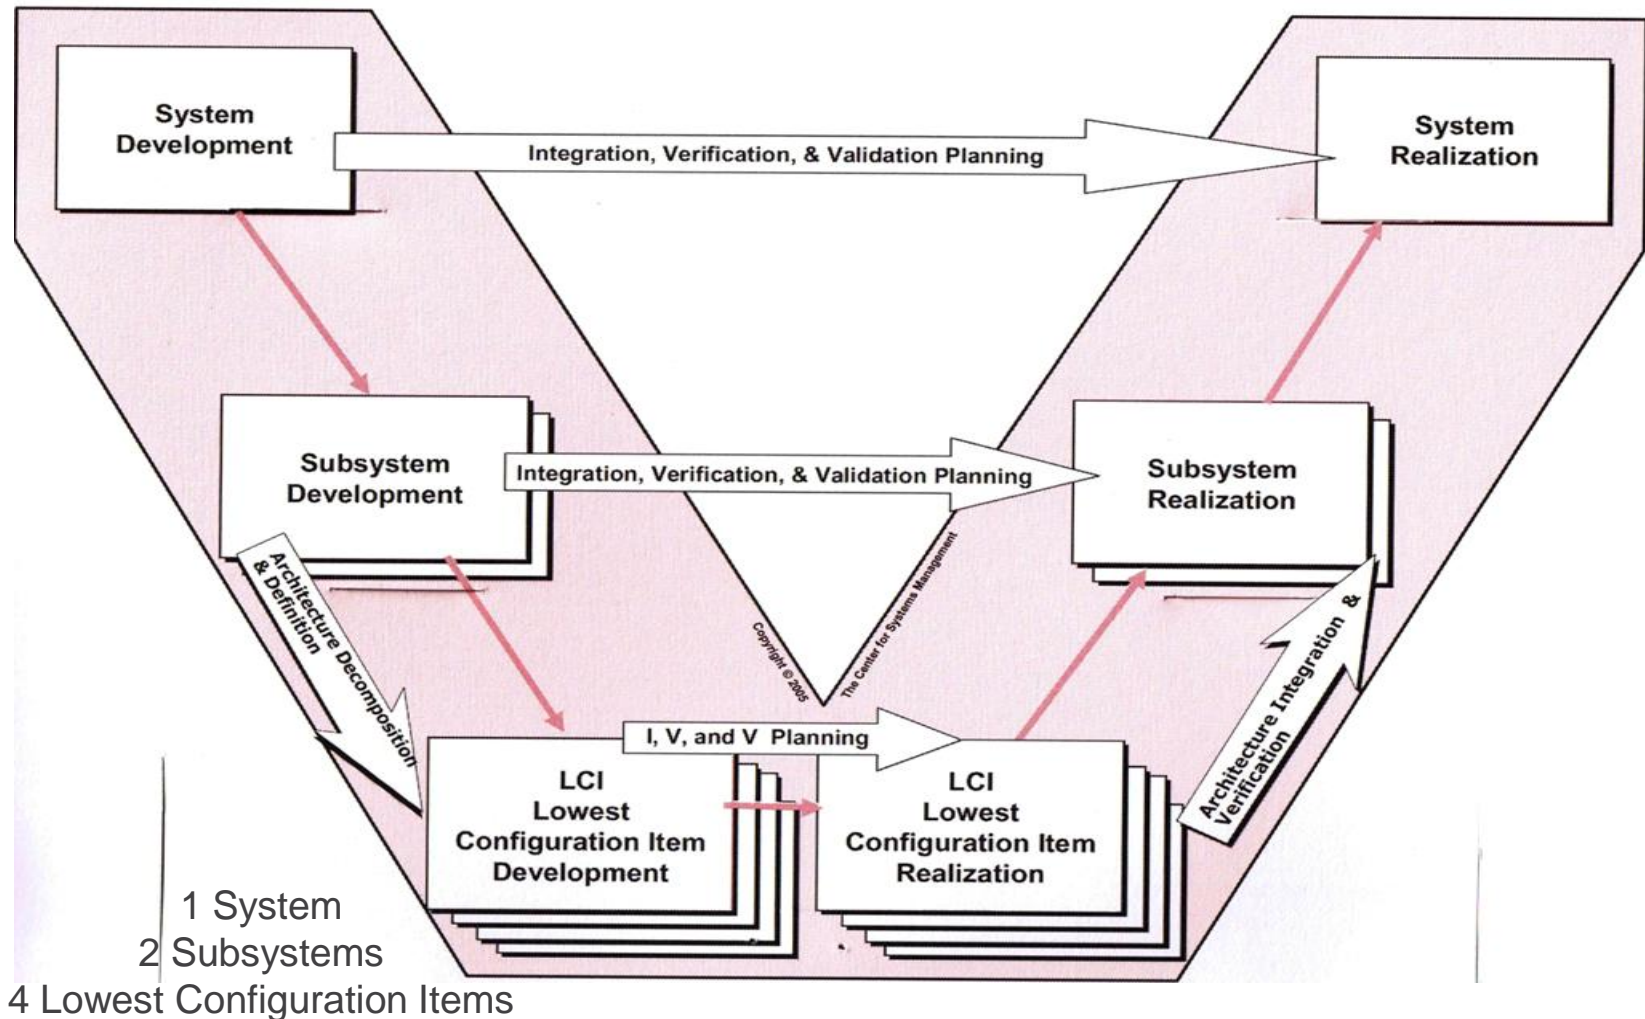 System
Development
Integration, Verification, & Validation Planning
System
Realization
Subsystem
Development
Integration, Verification, & Validation Planning
Subsystem
Realization
Architecture Decomposition
& Definition
Copyright © 2005
The Center for Systems Management
Architecture Integration &
Verification
I, V, and V Planning
LCI
Lowest
Configuration Item
Development
LCI
Lowest
Configuration Item
Realization
1 System
2 Subsystems
4 Lowest Configuration Items